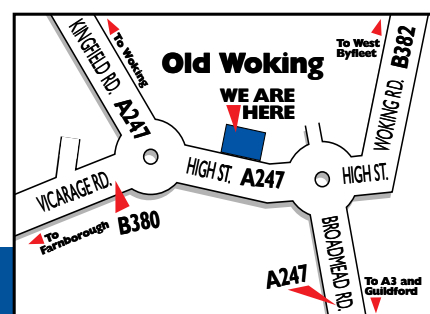 To Woking
KINGFIELD RD.
A247
Old Woking
WE ARE
HERE
To West
Byfleet
B382
WOKING RD.
VICARAGE RD.
HIGH ST.
A247
HIGH ST.
To
Farnborough
B380
BROADMEAD RD.
A247
To A3 and
Guildford